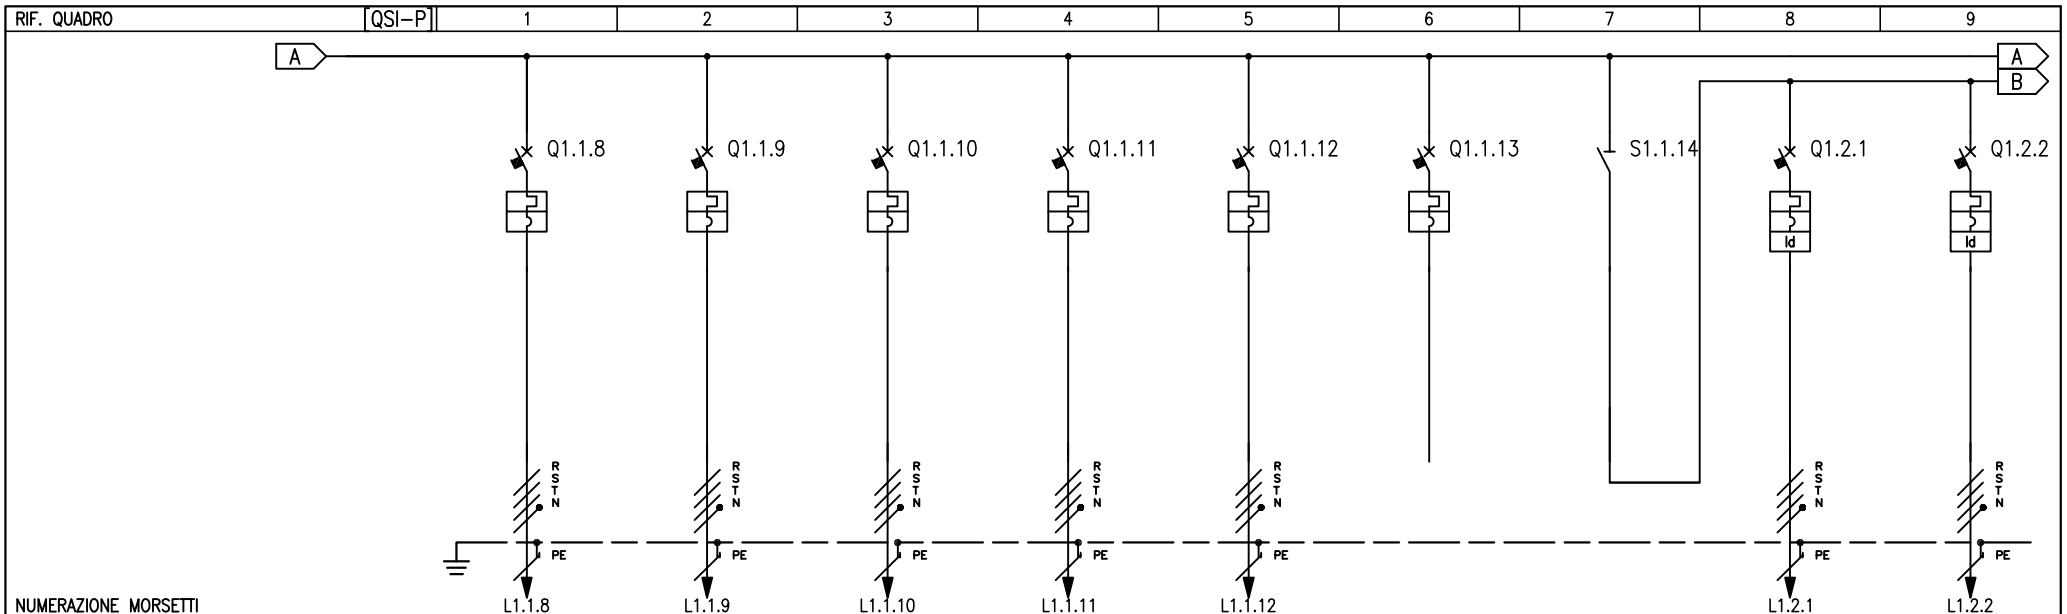 RIF. QUADRO [QSI-P] 1 2 3 4 5 6 7 8 9
A A
B
Q1.1.8 Q1.1.9 Q1.1.10 Q1.1.11 Q1.1.12 Q1.1.13 S1.1.14 Q1.2.1 Q1.2.2
Id Id
R R R R R R R
S S S S S S S
T T T T T T T
N N N N N N N
PE PE PE PE PE PE PE
NUMERAZIONE MORSETTI L1.1.8 L1.1.9 L1.1.10 L1.1.11 L1.1.12 L1.2.1 L1.2.2